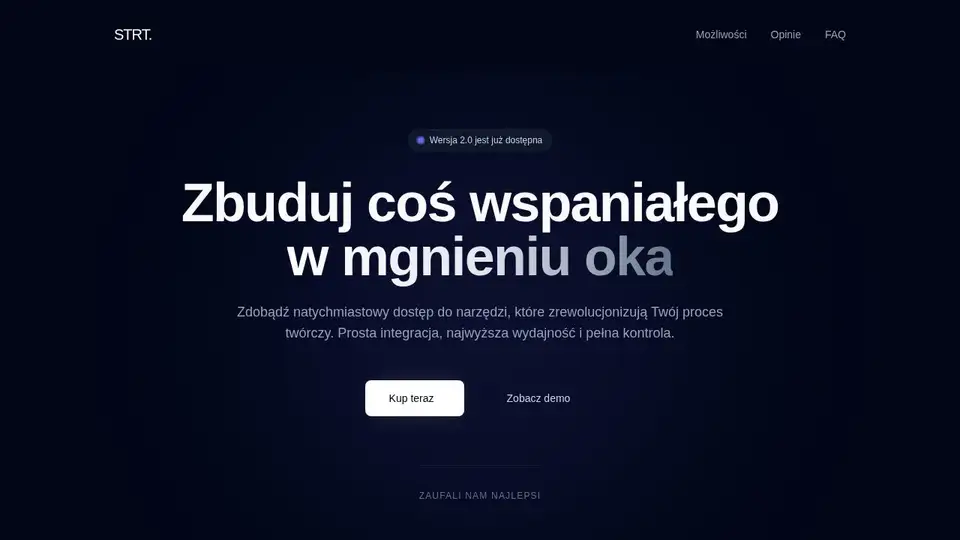 STRT.
Możliwości Opinie FAQ
Wersja 2.0 jest już dostępna
Zbuduj coś wspaniałego
w mgnieniu oka
Zdobądź natychmiastowy dostęp do narzędzi, które zrewolucjonizują Twój proces
twórczy. Prosta integracja, najwyższa wydajność i pełna kontrola.
Kup teraz
Zobacz demo
ZAUFALI NAM NAJLEPSI